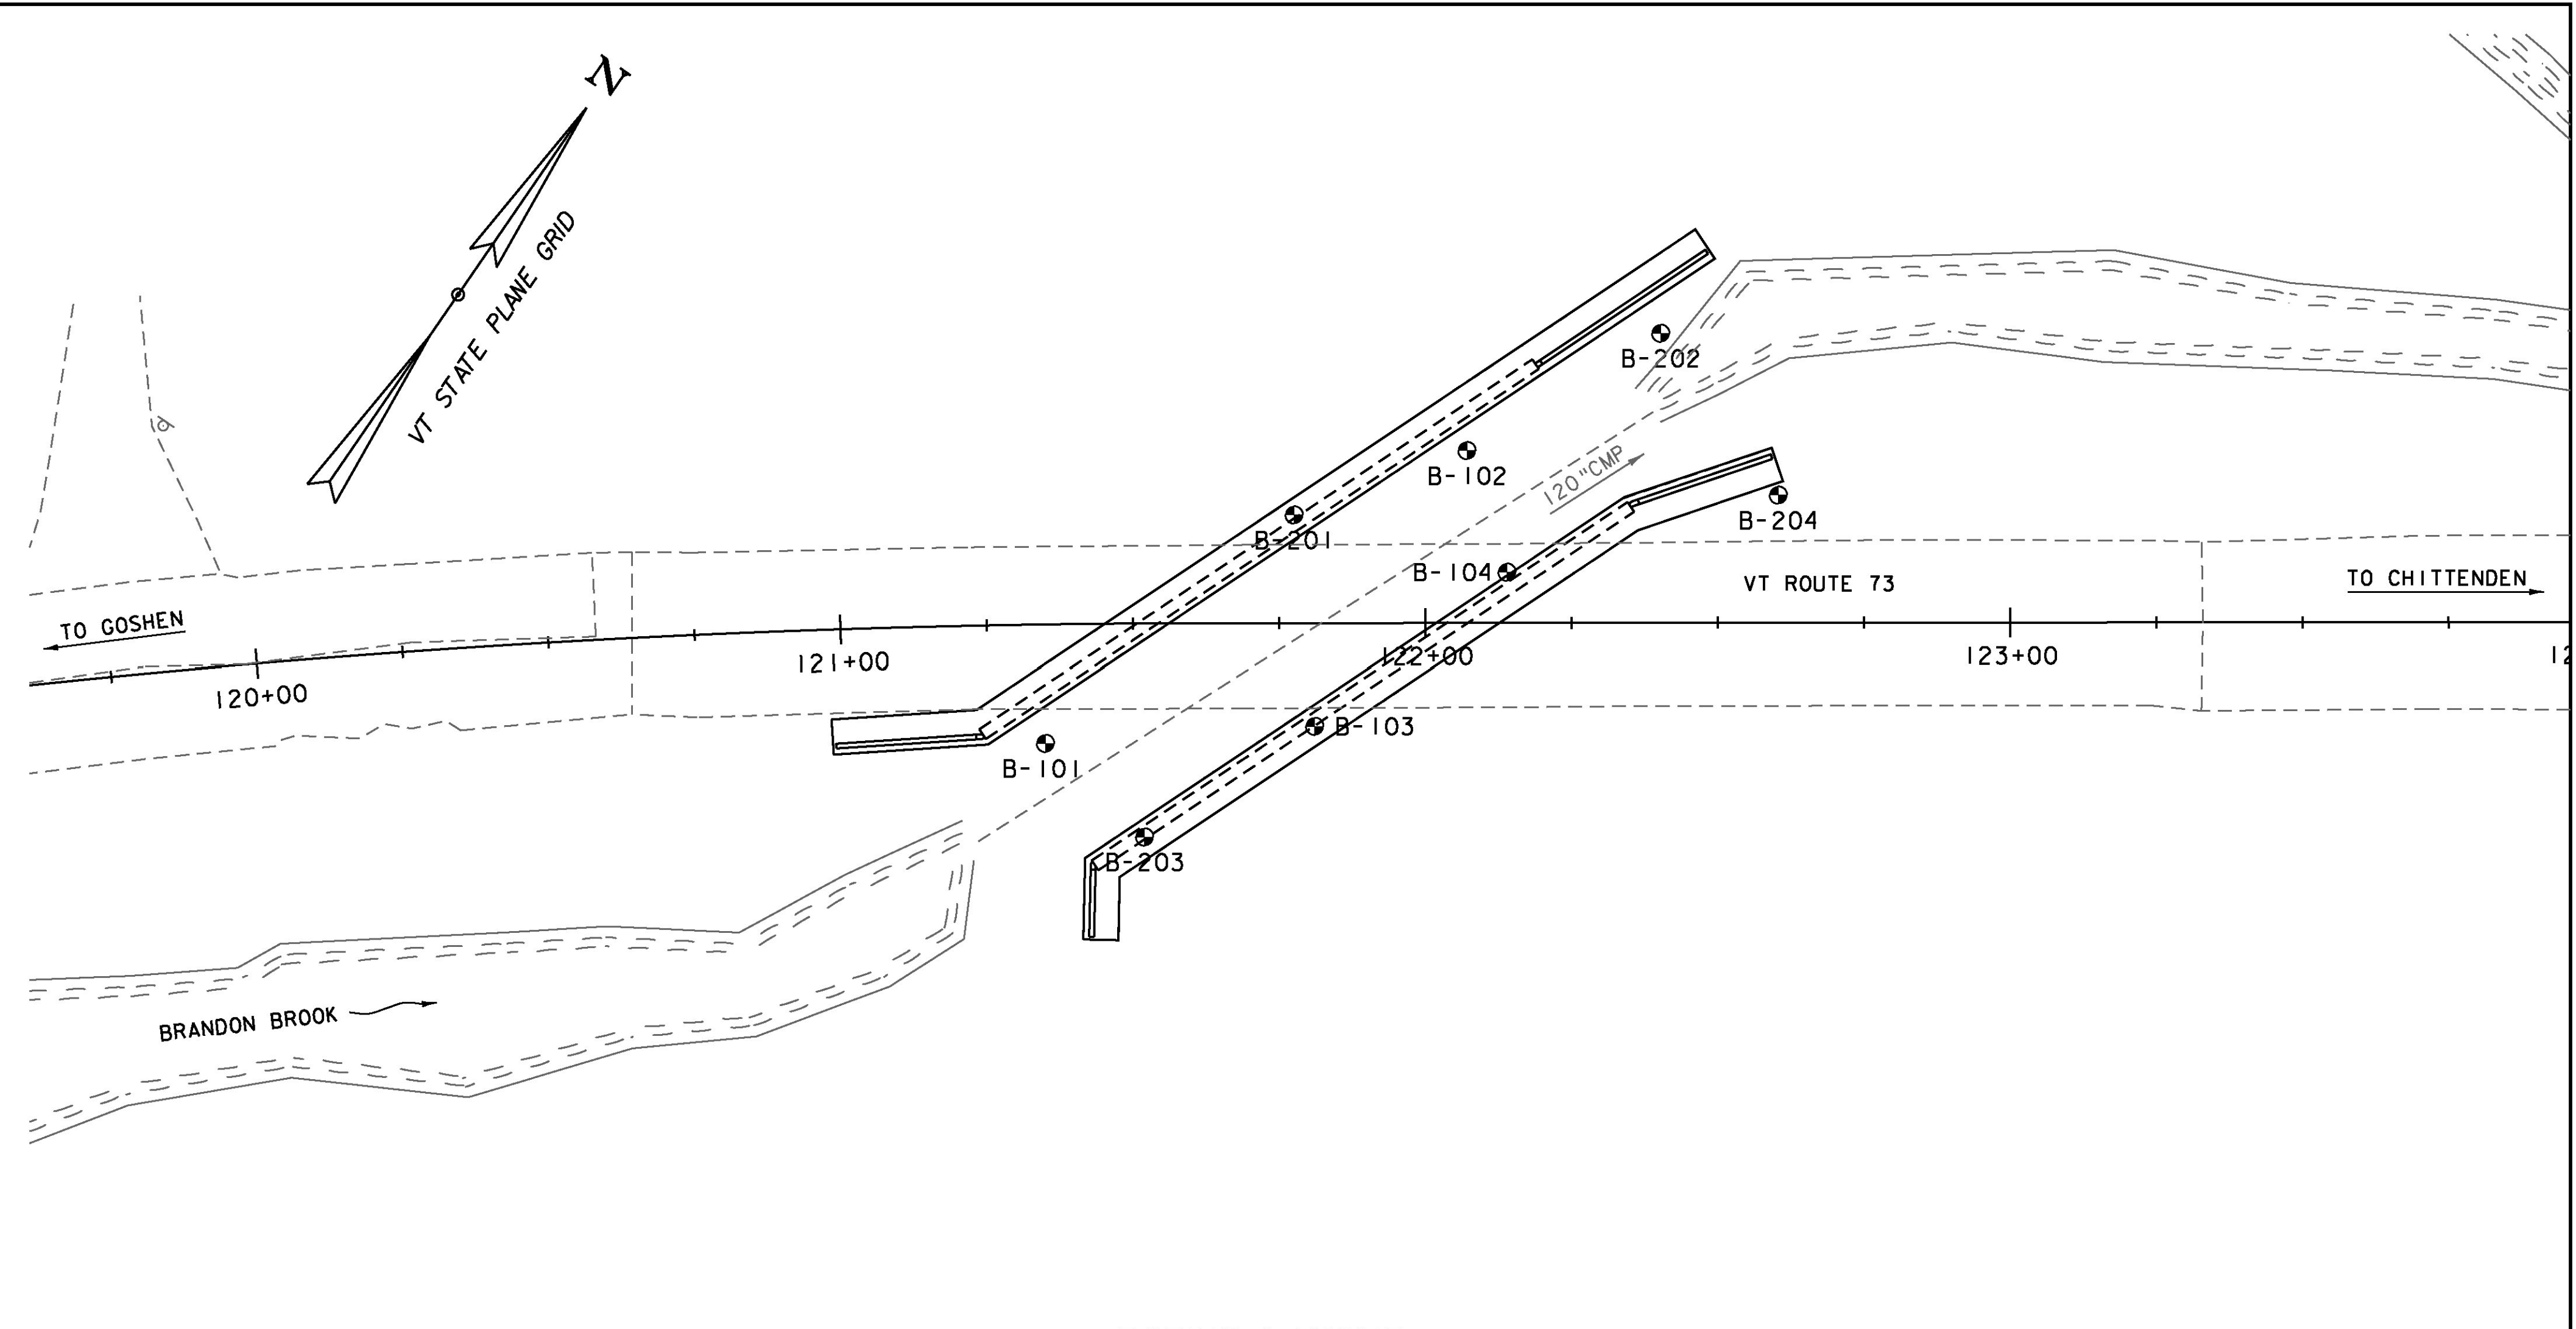 N
VT STATE PLANE GRID
B-202
B-102
120"CMP
B-204
B-201
B-104
VT ROUTE 73
TO CHITTENDEN
TO GOSHEN
120+00
121+00
122+00
123+00
12
B-103
B-101
B-203
BRANDON BROOK